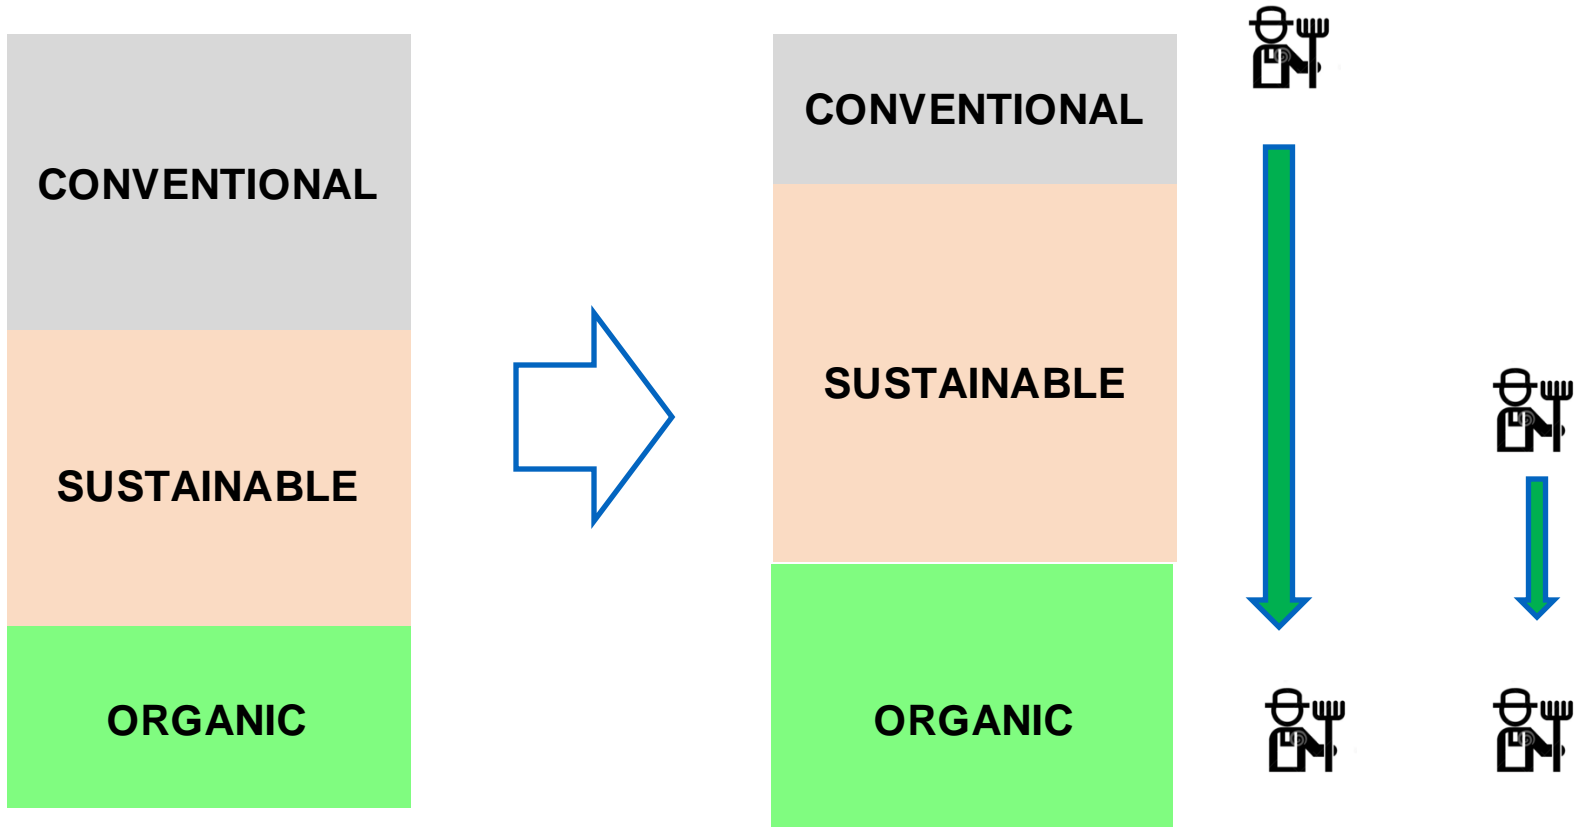 CONVENTIONAL
SUSTAINABLE
ORGANIC
CONVENTIONAL
SUSTAINABLE
ORGANIC